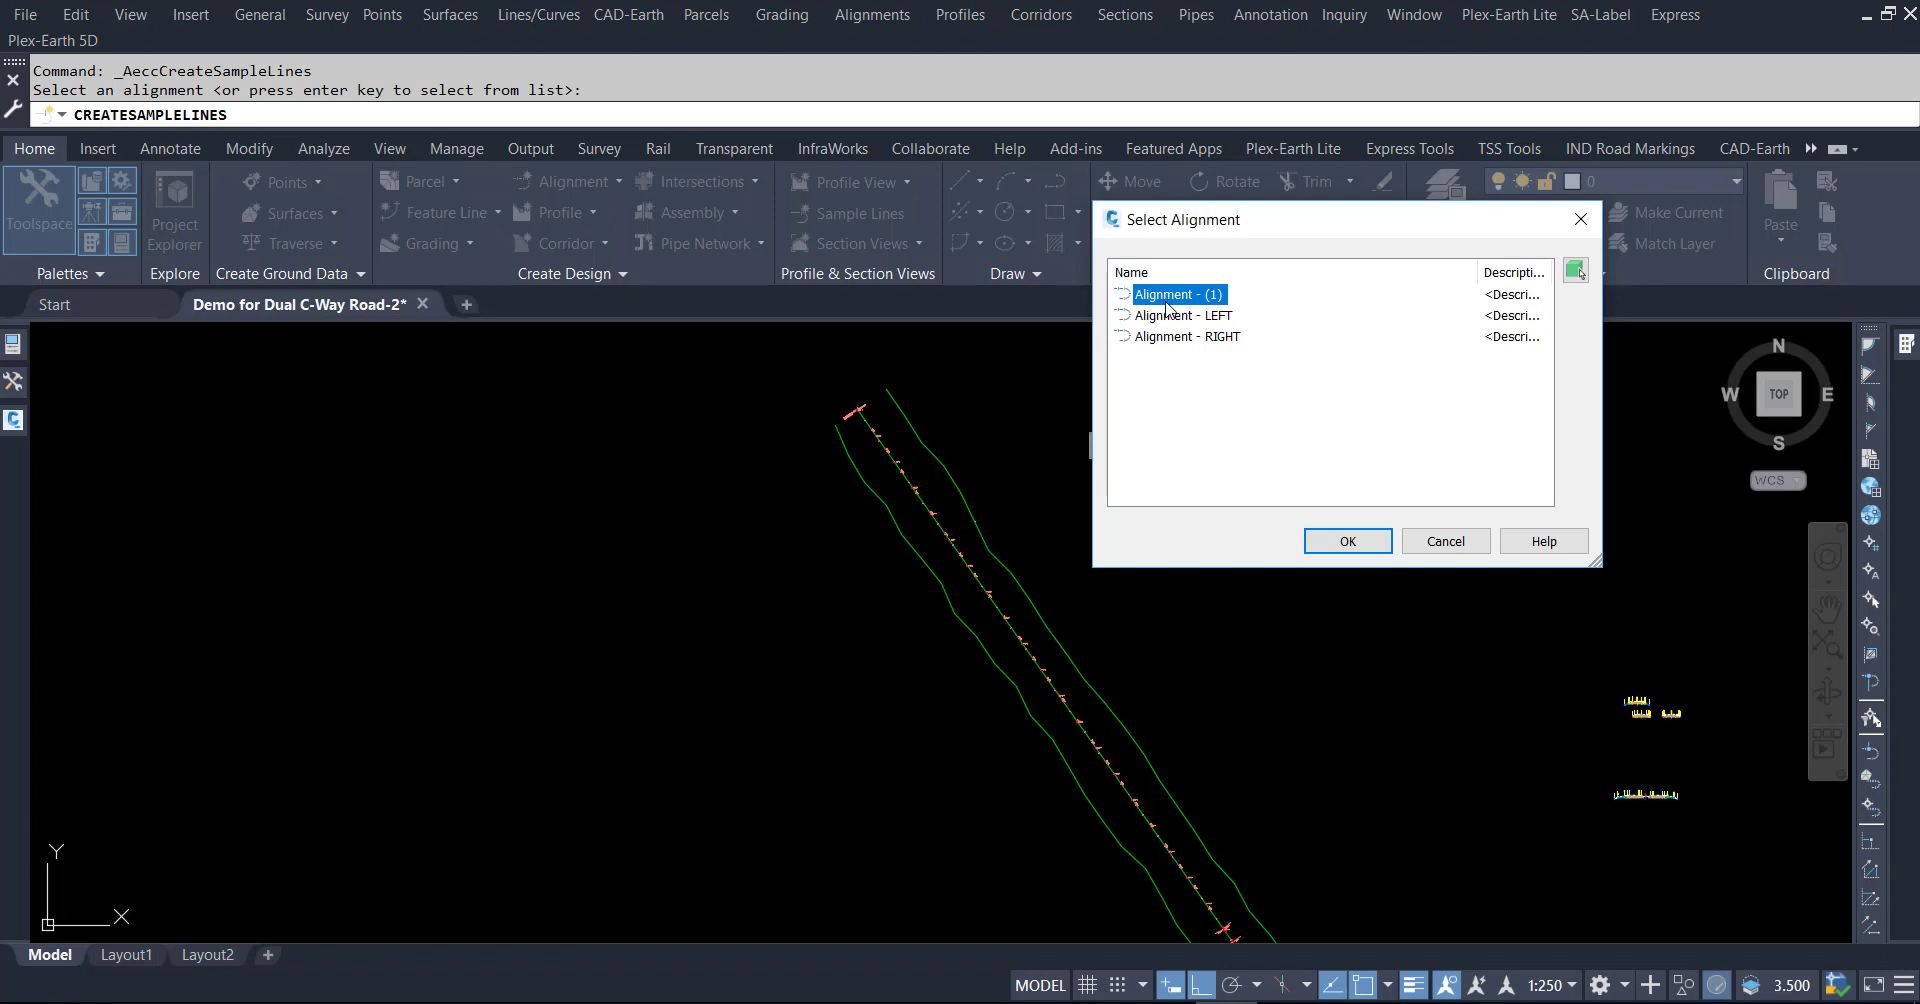 File Edit View Insert General Survey Points Surfaces Lines/Curves CAD-Earth Parcels Grading Alignments Profiles Corridors Sections Pipes Annotation Inquiry Window Plex-Earth Lite SA-Label Express
Plex-Earth 5D
Command: _AeccCreateSampleLines
Select an alignment <or press enter key to select from list>:
CREATESAMPLELINES
Home Insert Annotate Modify Analyze View Manage Output Survey Rail Transparent InfraWorks Collaborate Help Add-ins Featured Apps Plex-Earth Lite Express Tools TSS Tools IND Road Markings CAD-Earth
Points Parcel Alignment Intersections Profile View Move Rotate Trim 0
Toolspace Project Explorer Surfaces Feature Line Profile Assembly Sample Lines Make Current Paste
Traverse Grading Corridor Pipe Network Section Views Match Layer
Palettes Explore Create Ground Data Create Design Profile & Section Views Draw Clipboard
Start Demo for Dual C-Way Road-2*
Select Alignment
Name Descripti...
Alignment - (1) <Descri...
Alignment - LEFT <Descri...
Alignment - RIGHT <Descri...
OK Cancel Help
N
W TOP E
S
WCS
Y
X
Model Layout1 Layout2
MODEL 1:250 3.500